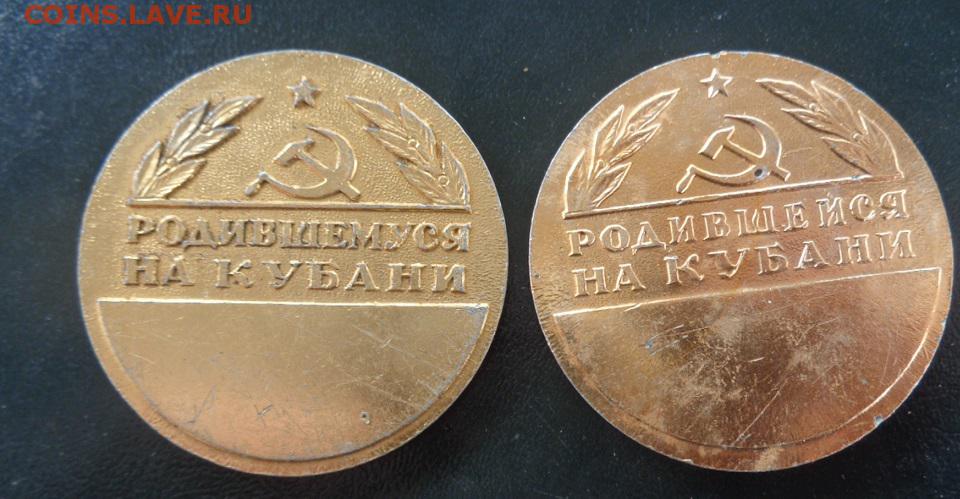 COINS.LAVE.RU
РОДИВШЕМУСЯ
НА КУБАНИ
РОДИВШЕЙСЯ
НА КУБАНИ